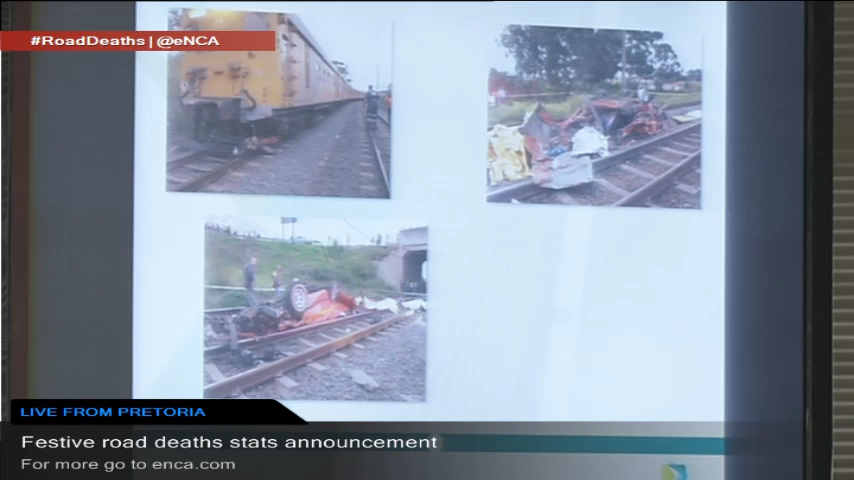 #RoadDeaths | @eNCA
LIVE FROM PRETORIA
Festive road deaths stats announcement
For more go to enca.com